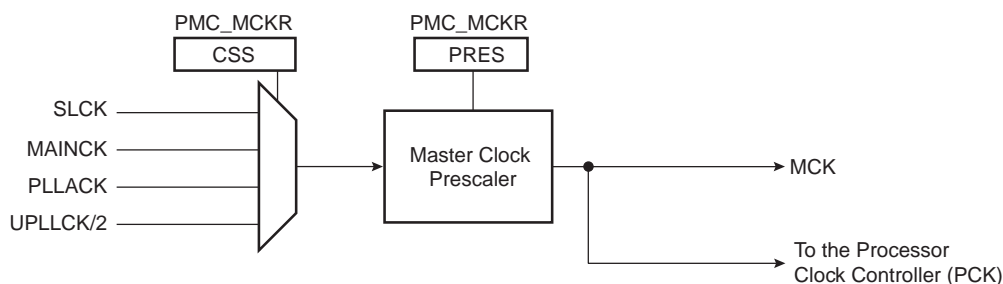 PMC_MCKR
PMC_MCKR
CSS
PRES
SLCK
MAINCK
PLLACK
UPLLCK/2
Master Clock
Prescaler
MCK
To the Processor
Clock Controller (PCK)